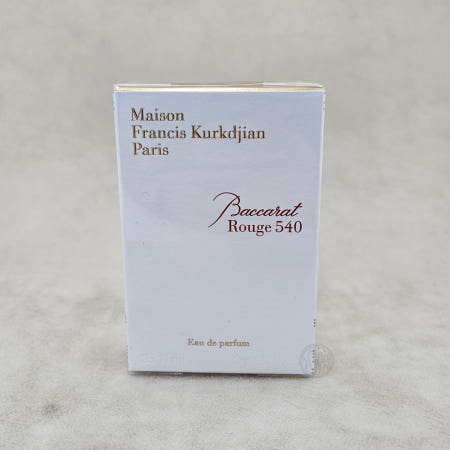 Maison
Francis Kurkdjian
Paris
Baccarat
Rouge 540
Eau de parfum